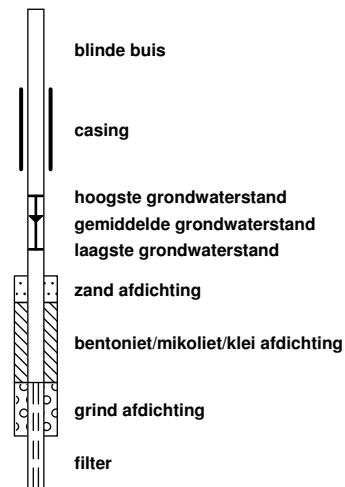 blinde buis
casing
hoogste grondwaterstand
gemiddelde grondwaterstand
laagste grondwaterstand
zand afdichting
bentoniet/mikoliet/klei afdichting
grind afdichting
filter